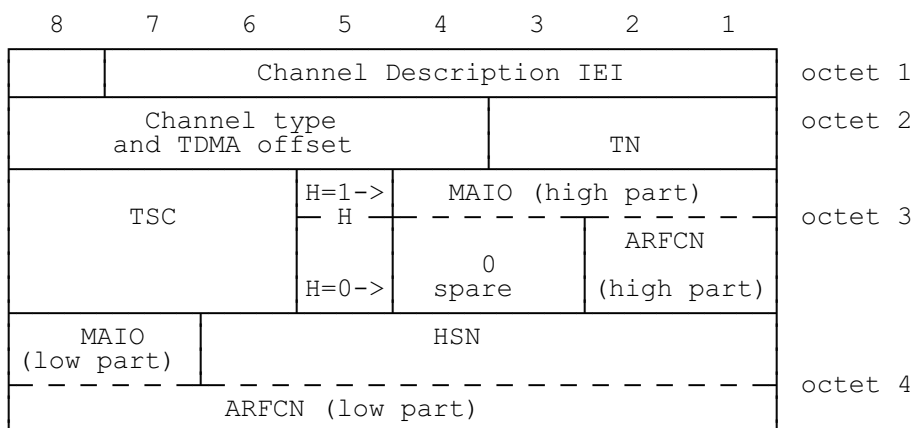 8 7 6 5 4 3 2 1
Channel Description IEI octet 1
Channel type octet 2
and TDMA offset TN
H=1-> MAIO (high part)
TSC H octet 3
ARFCN
0
H=0-> spare (high part)
MAIO HSN
(low part)
octet 4
ARFCN (low part)